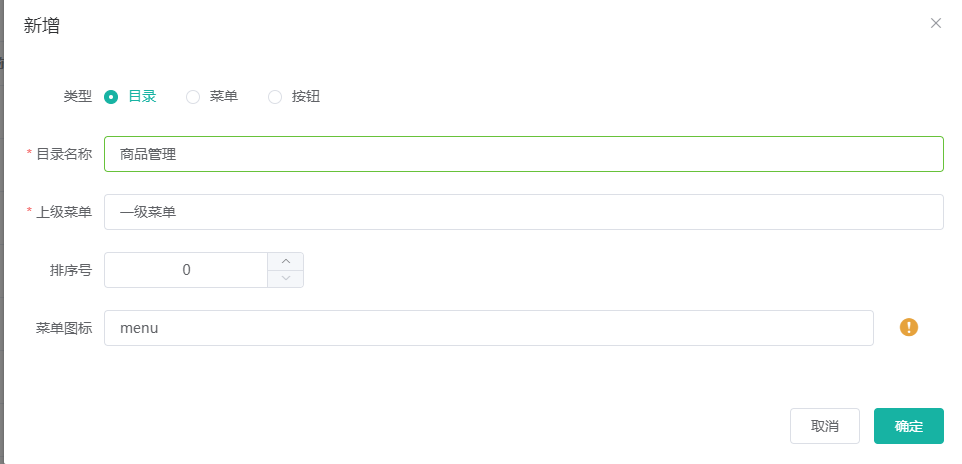 新增
类型 目录 菜单 按钮
* 目录名称 商品管理
* 上级菜单 一级菜单
排序号 0
菜单图标 menu
取消 确定